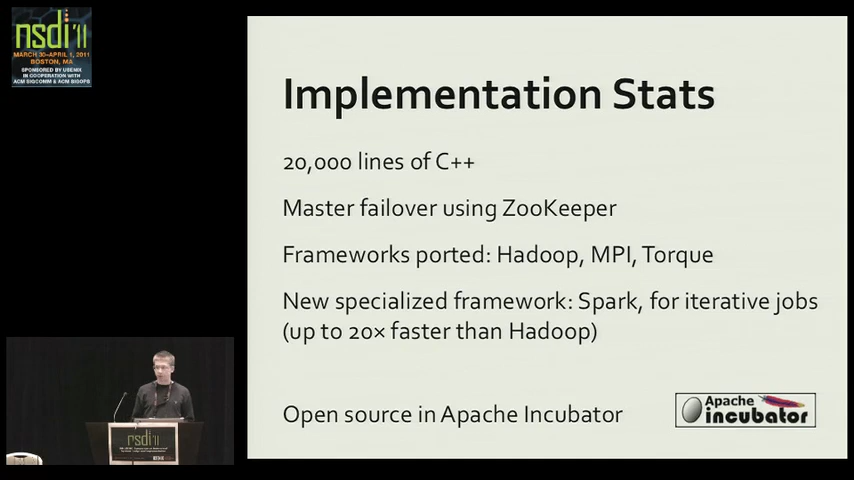 nsdi'11
MARCH 30–APRIL 1, 2011
BOSTON, MA
SPONSORED BY USENIX
IN COOPERATION WITH
ACM SIGCOMM & ACM SIGOPS
Implementation Stats
20,000 lines of C++
Master failover using ZooKeeper
Frameworks ported: Hadoop, MPI, Torque
New specialized framework: Spark, for iterative jobs
(up to 20× faster than Hadoop)
Open source in Apache Incubator
Apache
incubator
nsdi'11